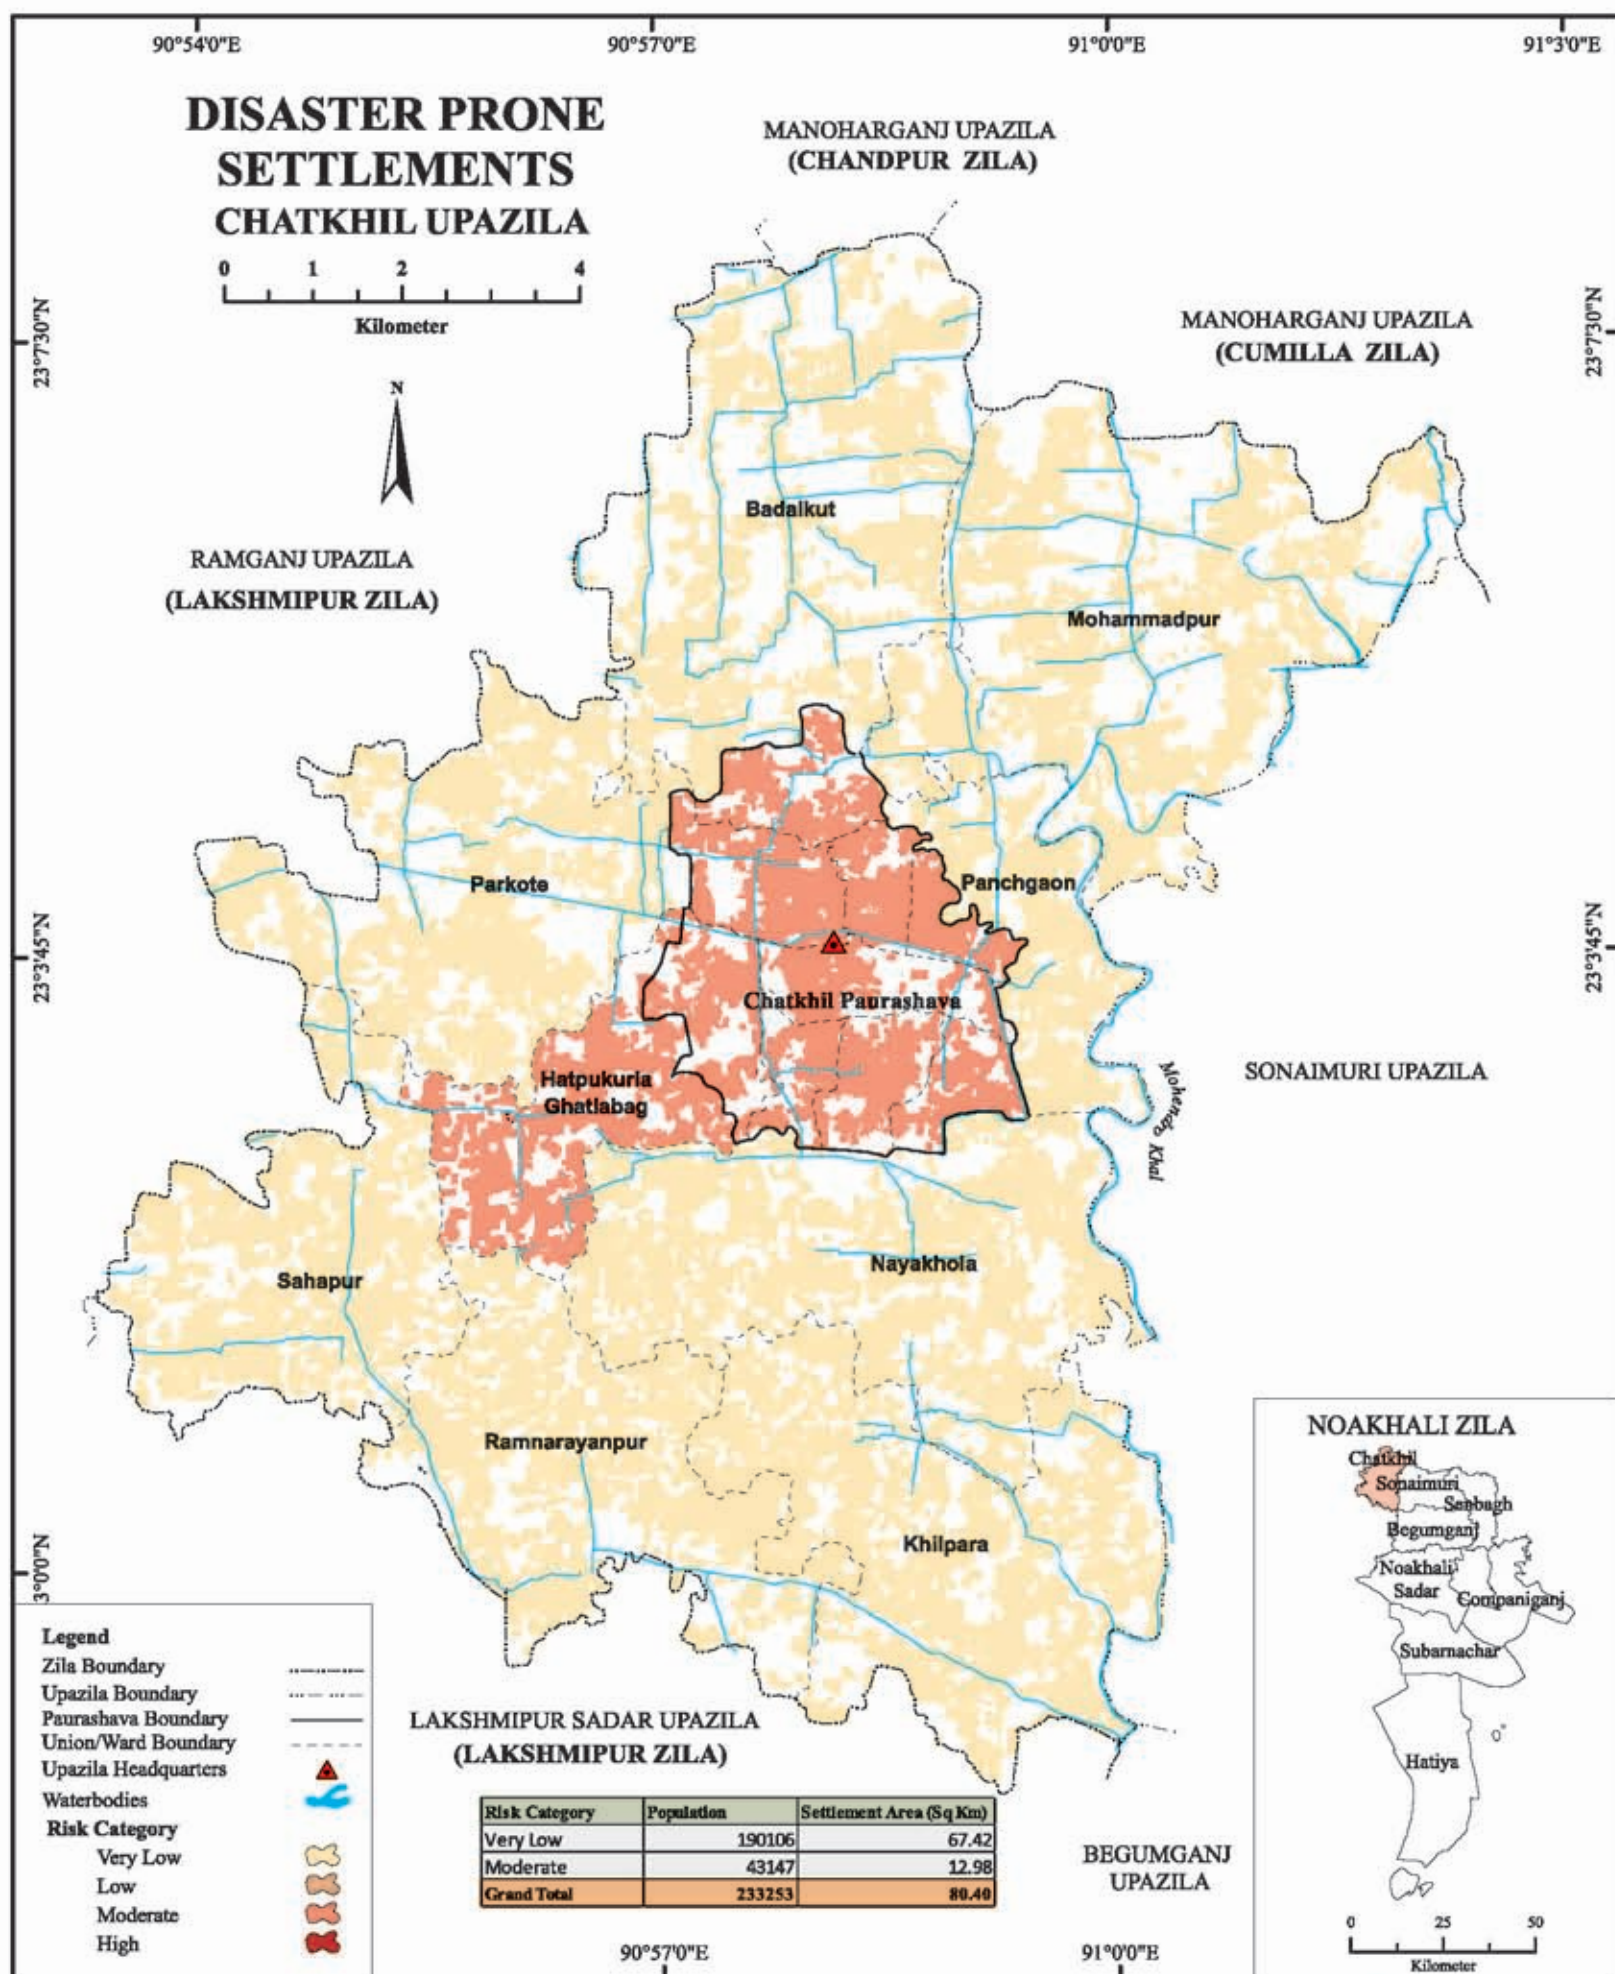 90°54'0"E
90°57'0"E
91°0'0"E
91°3'0"E
DISASTER PRONE
SETTLEMENTS
CHATKHIL UPAZILA
0 1 2 4
Kilometer
N
MANOHARGANJ UPAZILA
(CHANDPUR ZILA)
MANOHARGANJ UPAZILA
(CUMILLA ZILA)
23°7'30"N
23°7'30"N
RAMGANJ UPAZILA
(LAKSHMIPUR ZILA)
Badalkut
Mohammadpur
Parkote
Panchgaon
23°3'45"N
23°3'45"N
Chatkhil Paurashava
Hatpukuria
Ghatlabag
SONAIMURI UPAZILA
Mohendro Khal
Sahapur
Nayakhola
Ramnarayanpur
Khilpara
3°0'0"N
LAKSHMIPUR SADAR UPAZILA
(LAKSHMIPUR ZILA)
BEGUMGANJ
UPAZILA
Legend
Zila Boundary
Upazila Boundary
Paurashava Boundary
Union/Ward Boundary
Upazila Headquarters
Waterbodies
Risk Category
Very Low
Low
Moderate
High
Risk Category Population Settlement Area (Sq Km)
Very Low 190106 67.42
Moderate 43147 12.98
Grand Total 233253 80.40
NOAKHALI ZILA
Chatkhil
Sonaimuri
Senbagh
Begumganj
Noakhali
Sadar
Companiganj
Subarnachar
Hatiya
0 25 50
Kilometer
90°57'0"E
91°0'0"E